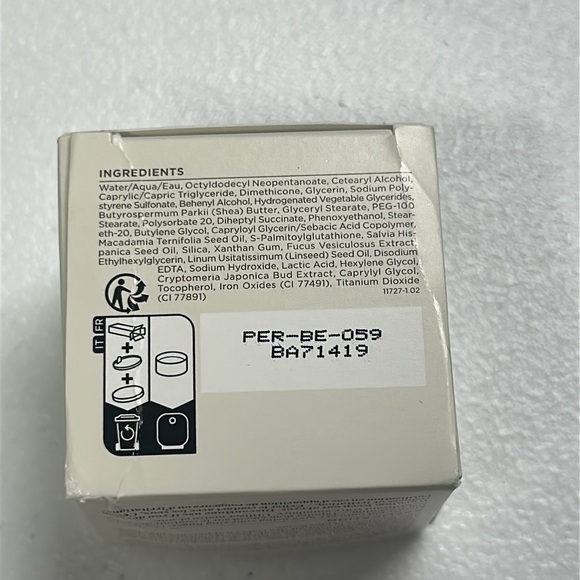 INGREDIENTS
Water/Aqua/Eau, Octyldodecyl Neopentanoate, Cetearyl Alcohol,
Caprylic/Capric Triglyceride, Dimethicone, Glycerin, Sodium Poly-
styrene Sulfonate, Behenyl Alcohol, Hydrogenated Vegetable Glycerides,
Butyrospermum Parkii (Shea) Butter, Glyceryl Stearate, PEG-100
Stearate, Polysorbate 20, Diheptyl Succinate, Phenoxyethanol, Stear-
eth-20, Butylene Glycol, Capryloyl Glycerin/Sebacic Acid Copolymer,
Macadamia Ternifolia Seed Oil, S-Palmitoylglutathione, Salvia His-
panica Seed Oil, Silica, Xanthan Gum, Fucus Vesiculosus Extract,
Ethylhexylglycerin, Linum Usitatissimum (Linseed) Seed Oil, Disodium
EDTA, Sodium Hydroxide, Lactic Acid, Hexylene Glycol,
Cryptomeria Japonica Bud Extract, Caprylyl Glycol,
Tocopherol, Iron Oxides (CI 77491), Titanium Dioxide
(CI 77891)
11727-1.02
IT FR
PER-BE-059
BA71419